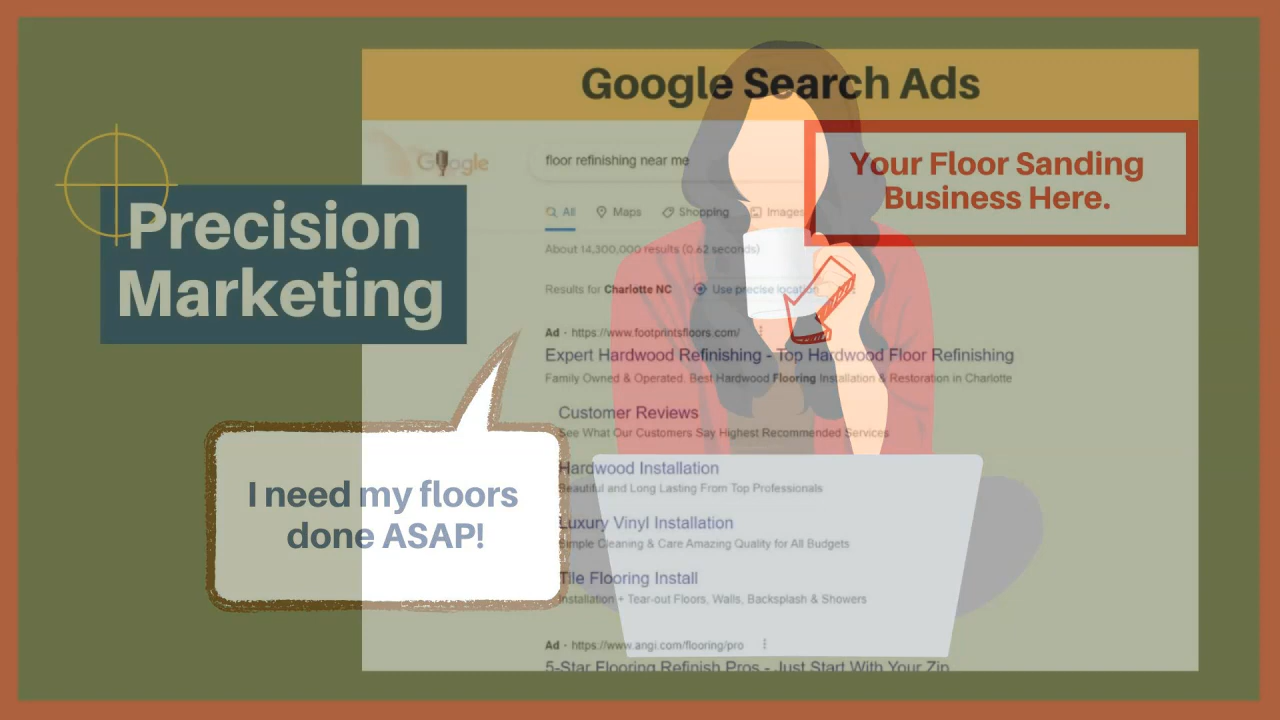 Google Search Ads
Google
floor refinishing near me
Your Floor Sanding
Business Here.
All Maps Shopping Images
About 14,300,000 results (0.62 seconds)
Results for Charlotte NC Use precise location
Precision
Marketing
Ad · https://www.footprintsfloors.com/
Expert Hardwood Refinishing - Top Hardwood Floor Refinishing
Family Owned & Operated. Best Hardwood Flooring Installation & Restoration in Charlotte
Customer Reviews
See What Our Customers Say Highest Recommended Services
Hardwood Installation
Beautiful and Long Lasting From Top Professionals
Luxury Vinyl Installation
Simple Cleaning & Care Amazing Quality for All Budgets
Tile Flooring Install
Installation + Tear-out Floors, Walls, Backsplash & Showers
Ad · https://www.angi.com/flooring/pro
5-Star Flooring Refinish Pros - Just Start With Your Zip
I need my floors
done ASAP!